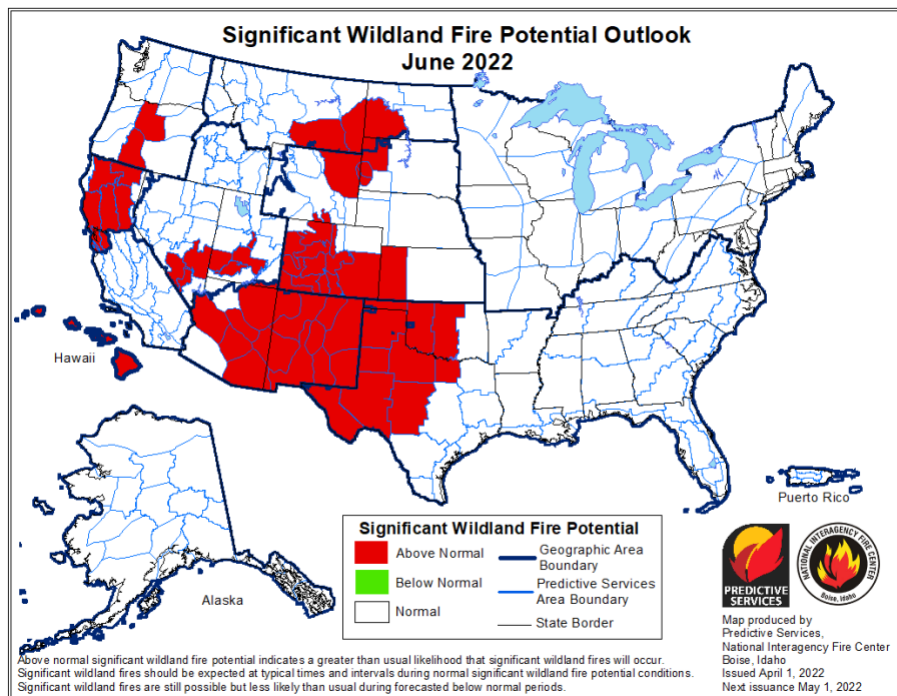 Significant Wildland Fire Potential Outlook
June 2022
Hawaii
Alaska
Puerto Rico
Significant Wildland Fire Potential
Above Normal
Below Normal
Normal
Geographic Area
Boundary
Predictive Services
Area Boundary
State Border
PREDICTIVE
SERVICES
NATIONAL INTERAGENCY FIRE CENTER
Boise, Idaho
Map produced by
Predictive Services,
National Interagency Fire Center
Boise, Idaho
Issued April 1, 2022
Next issuance May 1, 2022
Above normal significant wildland fire potential indicates a greater than usual likelihood that significant wildland fires will occur.
Significant wildland fires should be expected at typical times and intervals during normal significant wildland fire potential conditions.
Significant wildland fires are still possible but less likely than usual during forecasted below normal periods.